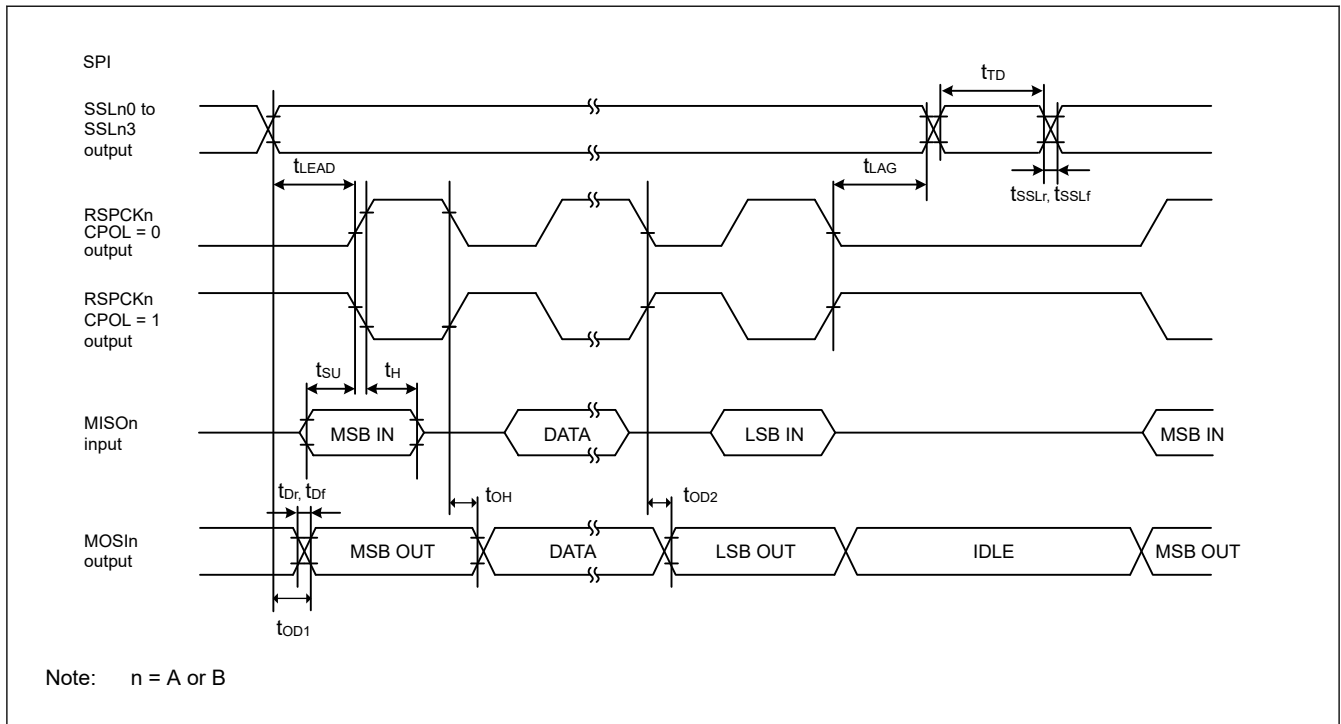 SPI
tTD
SSLn0 to
SSLn3
output
tLEAD
tLAG
tSSLr, tSSLf
RSPCKn
CPOL = 0
output
RSPCKn
CPOL = 1
output
tSU
tH
MISOn
input
MSB IN
DATA
LSB IN
MSB IN
tDr, tDf
tOH
tOD2
MOSIn
output
MSB OUT
DATA
LSB OUT
IDLE
MSB OUT
tOD1
Note: n = A or B